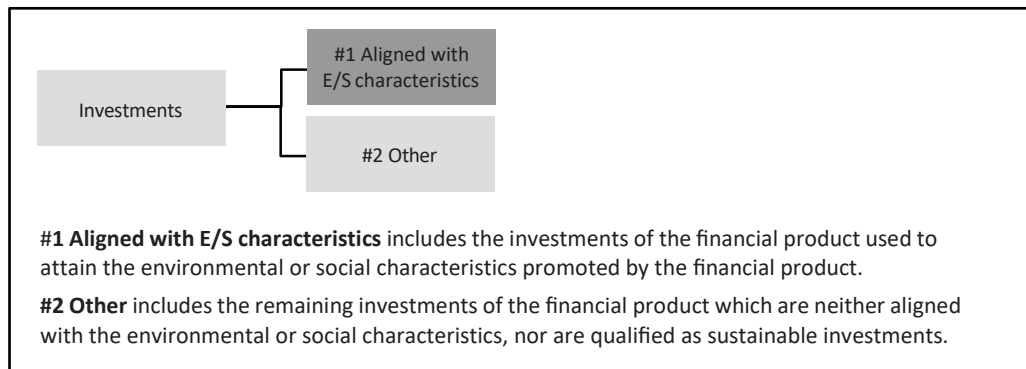 #1 Aligned with
E/S characteristics
Investments
#2 Other
#1 Aligned with E/S characteristics includes the investments of the financial product used to
attain the environmental or social characteristics promoted by the financial product.
#2 Other includes the remaining investments of the financial product which are neither aligned
with the environmental or social characteristics, nor are qualified as sustainable investments.